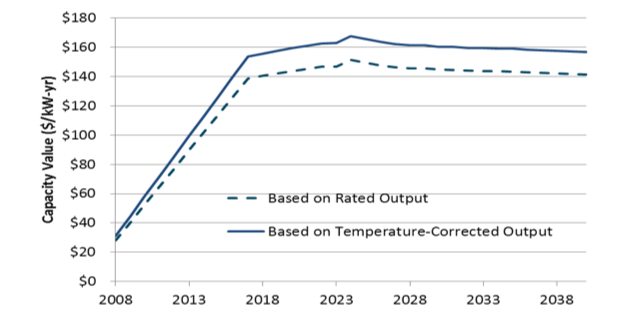 $180
$160
$140
$120
$100
$80
$60
$40
$20
$0
Capacity Value ($/kW-yr)
Based on Rated Output
Based on Temperature-Corrected Output
2008 2013 2018 2023 2028 2033 2038